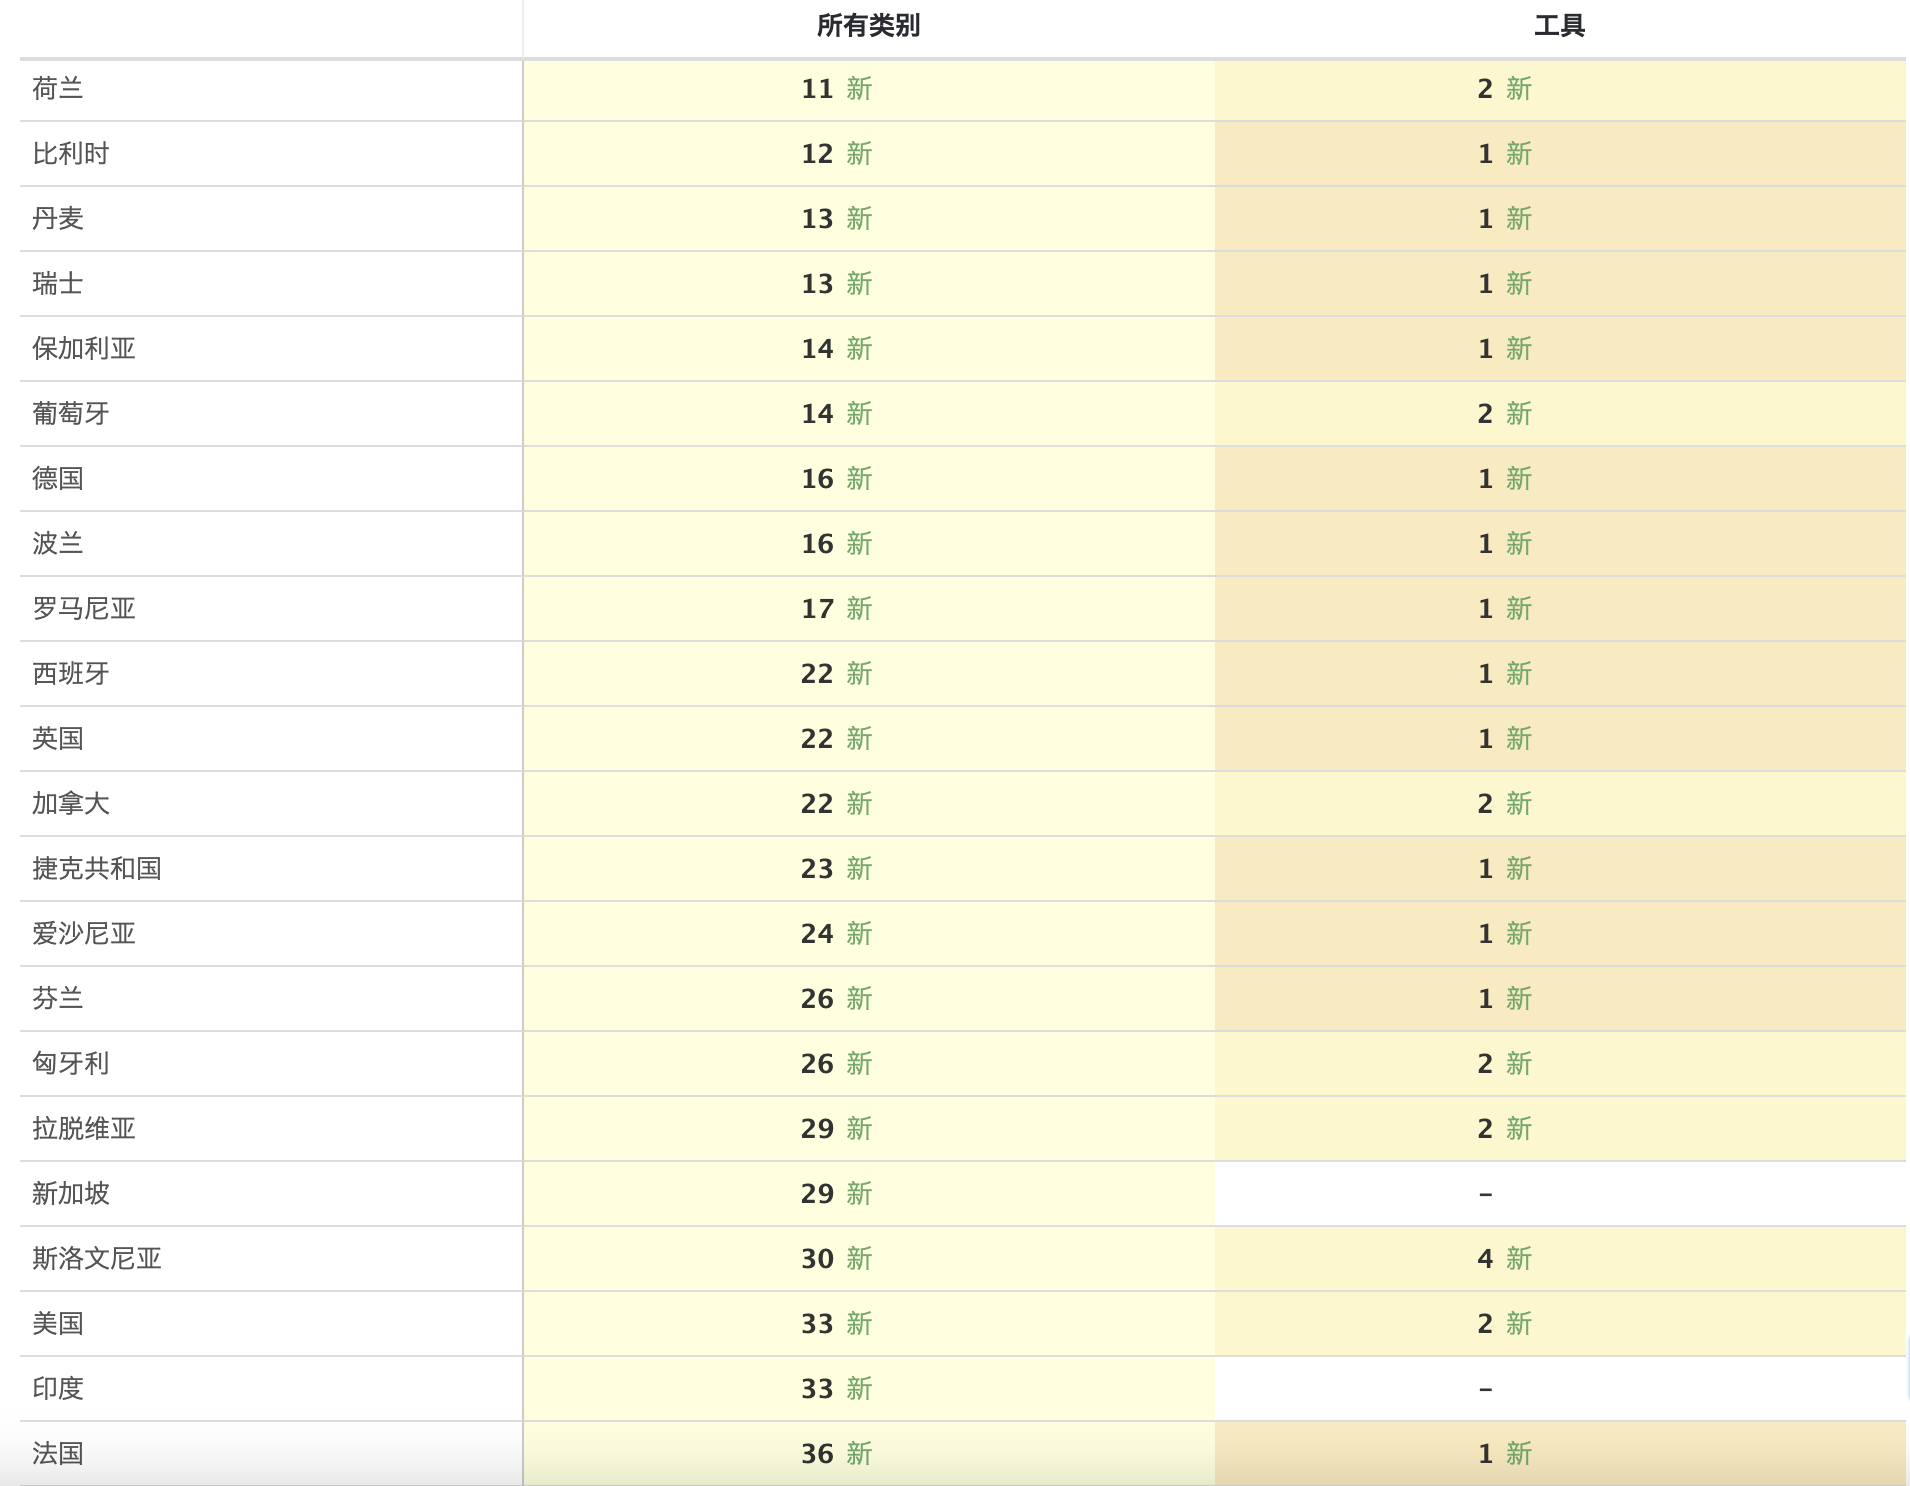 所有类别 工具
荷兰 11 新 2 新
比利时 12 新 1 新
丹麦 13 新 1 新
瑞士 13 新 1 新
保加利亚 14 新 1 新
葡萄牙 14 新 2 新
德国 16 新 1 新
波兰 16 新 1 新
罗马尼亚 17 新 1 新
西班牙 22 新 1 新
英国 22 新 1 新
加拿大 22 新 2 新
捷克共和国 23 新 1 新
爱沙尼亚 24 新 1 新
芬兰 26 新 1 新
匈牙利 26 新 2 新
拉脱维亚 29 新 2 新
新加坡 29 新 –
斯洛文尼亚 30 新 4 新
美国 33 新 2 新
印度 33 新 –
法国 36 新 1 新